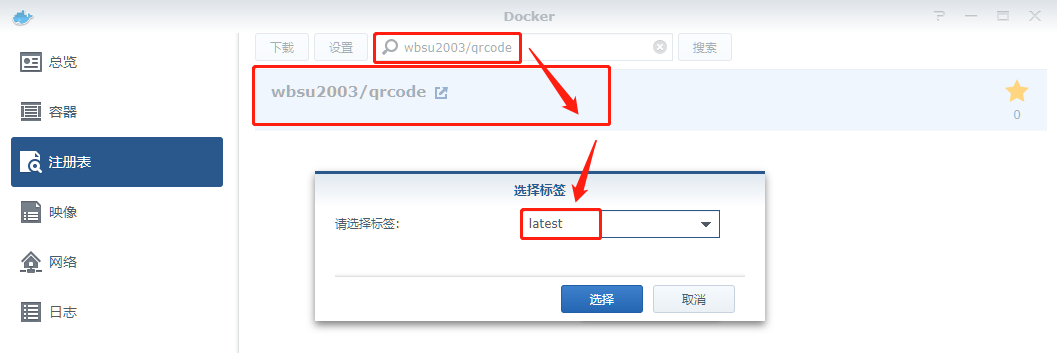 Docker
总览
容器
注册表
映像
网络
日志
下载 设置 wbsu2003/qrcode 搜索
wbsu2003/qrcode
0
选择标签
请选择标签: latest
选择 取消